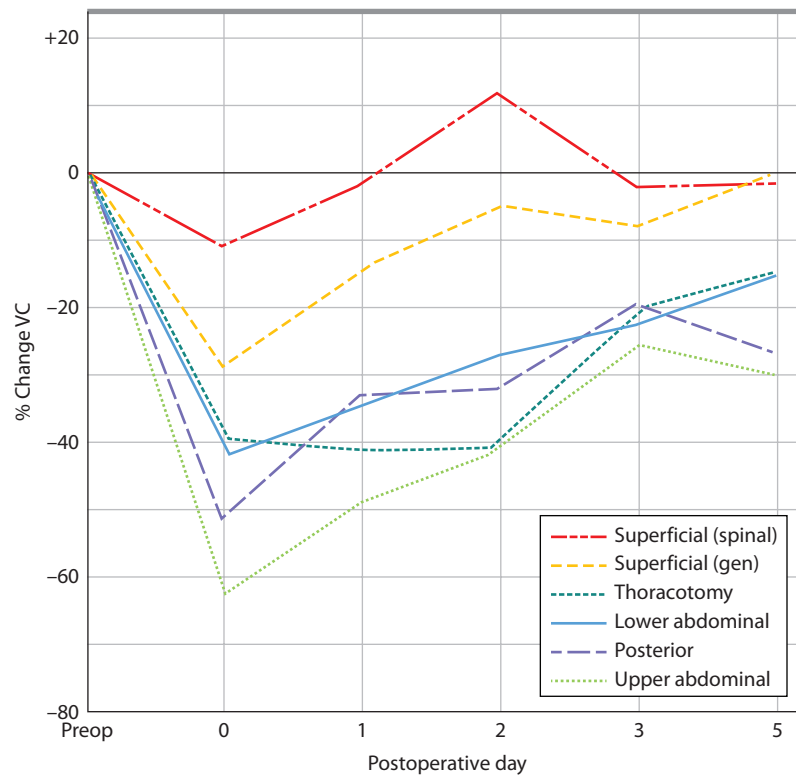 +20
0
–20
–40
–60
–80
% Change VC
Preop 0 1 2 3 5
Postoperative day
Superficial (spinal)
Superficial (gen)
Thoracotomy
Lower abdominal
Posterior
Upper abdominal